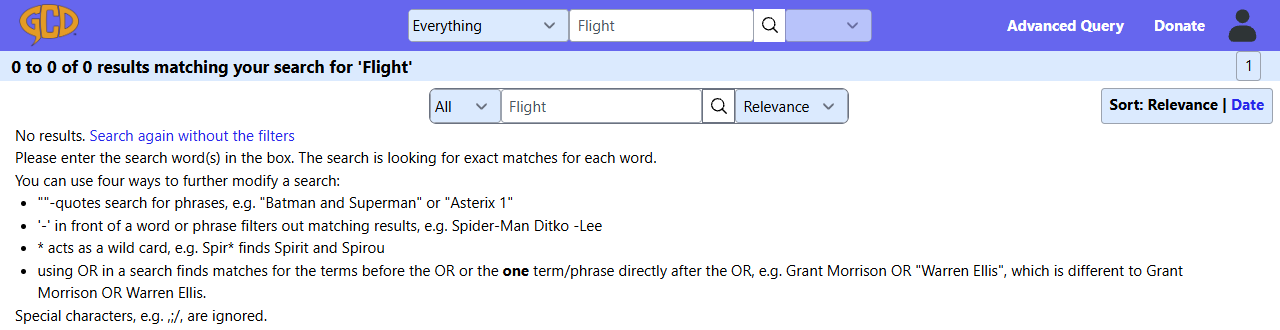 GCD
Everything Flight Advanced Query Donate
0 to 0 of 0 results matching your search for 'Flight' 1
All Flight Relevance Sort: Relevance | Date
No results. Search again without the filters
Please enter the search word(s) in the box. The search is looking for exact matches for each word.
You can use four ways to further modify a search:
• ""-quotes search for phrases, e.g. "Batman and Superman" or "Asterix 1"
• '-' in front of a word or phrase filters out matching results, e.g. Spider-Man Ditko -Lee
• * acts as a wild card, e.g. Spir* finds Spirit and Spirou
• using OR in a search finds matches for the terms before the OR or the one term/phrase directly after the OR, e.g. Grant Morrison OR "Warren Ellis", which is different to Grant
Morrison OR Warren Ellis.
Special characters, e.g. ,;/, are ignored.